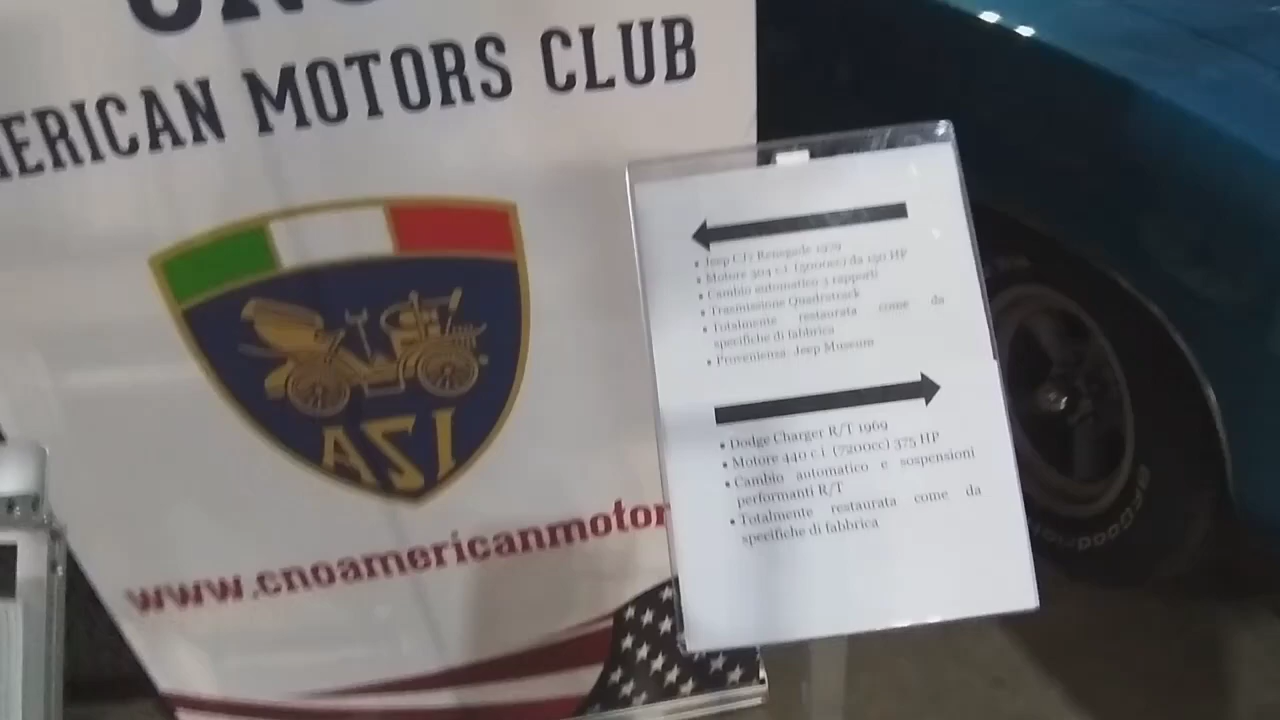 AMERICAN MOTORS CLUB
ASI
www.cnoamericanmotor
Jeep CJ7 Renegade 1979
Motore 304 c.i. (5000cc) da 150 HP
Cambio automatico 3 rapporti
Trasmissione Quadratrack
Totalmente restaurata come da
specifiche di fabbrica
Provenienza: Jeep Museum
Dodge Charger R/T 1969
Motore 440 c.i. (7200cc) 375 HP
Cambio automatico e sospensioni
performanti R/T
Totalmente restaurata come da
specifiche di fabbrica